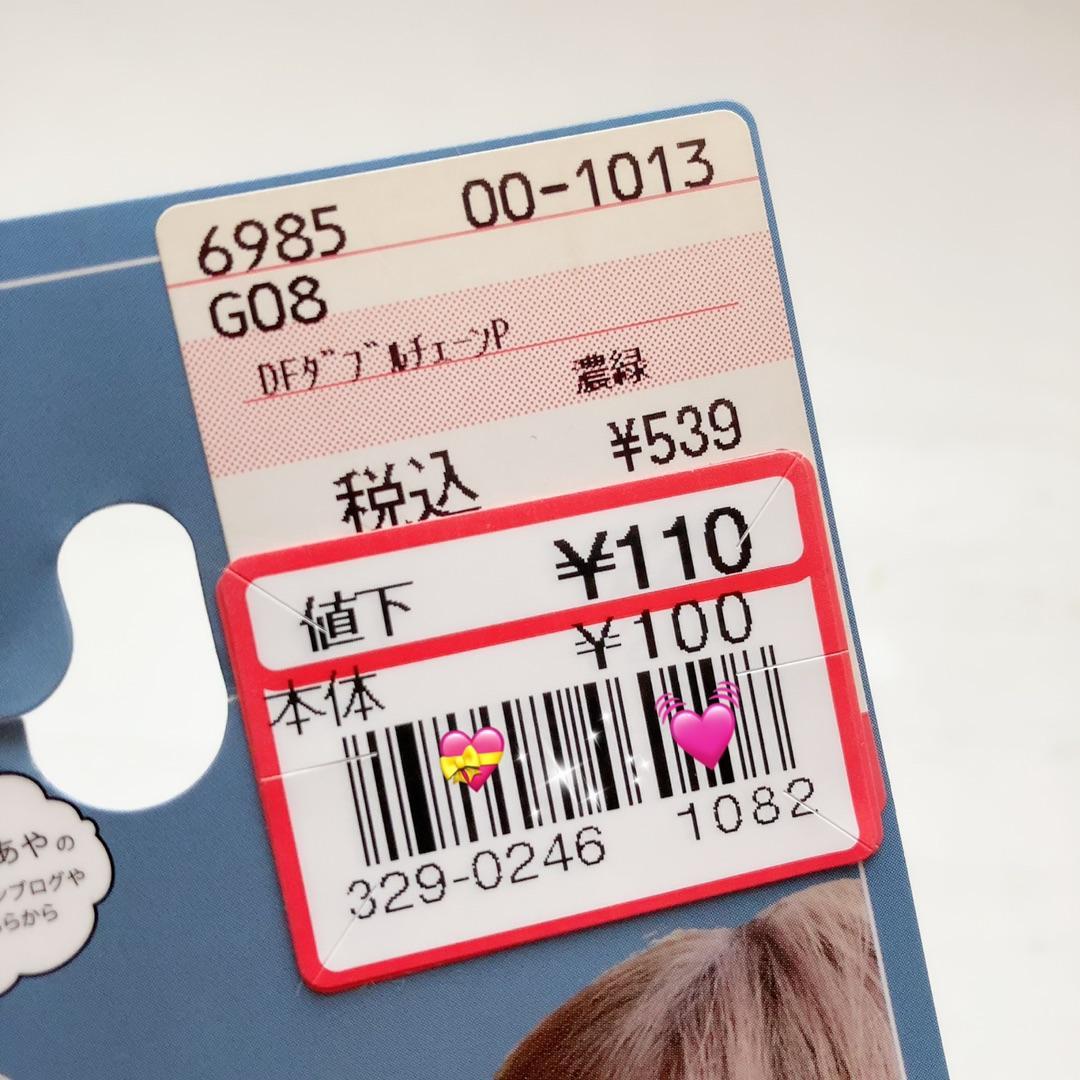 6985 00-1013
G08
DFダブルチェーンP 濃緑
税込 ¥539
値下 ¥110
本体 ¥100
329-0246 1082
あやの
ブログや
らから